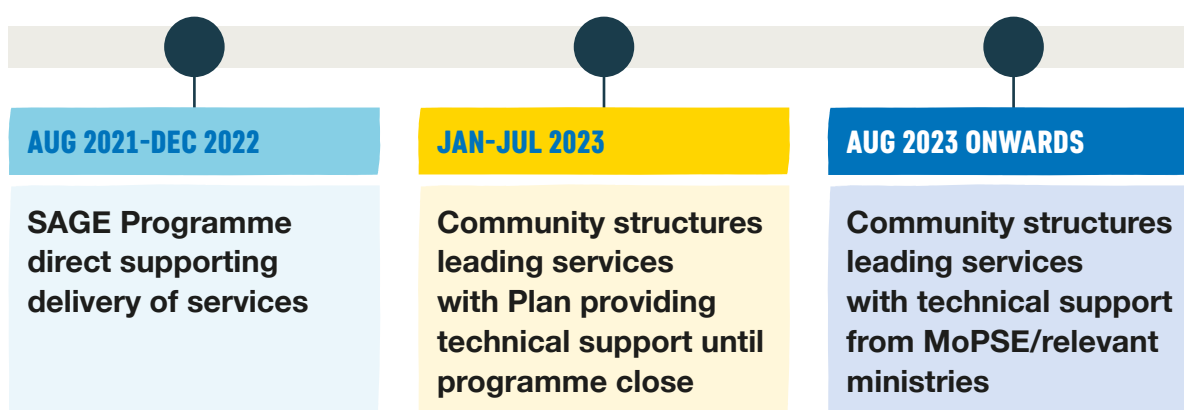 AUG 2021-DEC 2022
SAGE Programme
direct supporting
delivery of services
JAN-JUL 2023
Community structures
leading services
with Plan providing
technical support until
programme close
AUG 2023 ONWARDS
Community structures
leading services
with technical support
from MoPSE/relevant
ministries